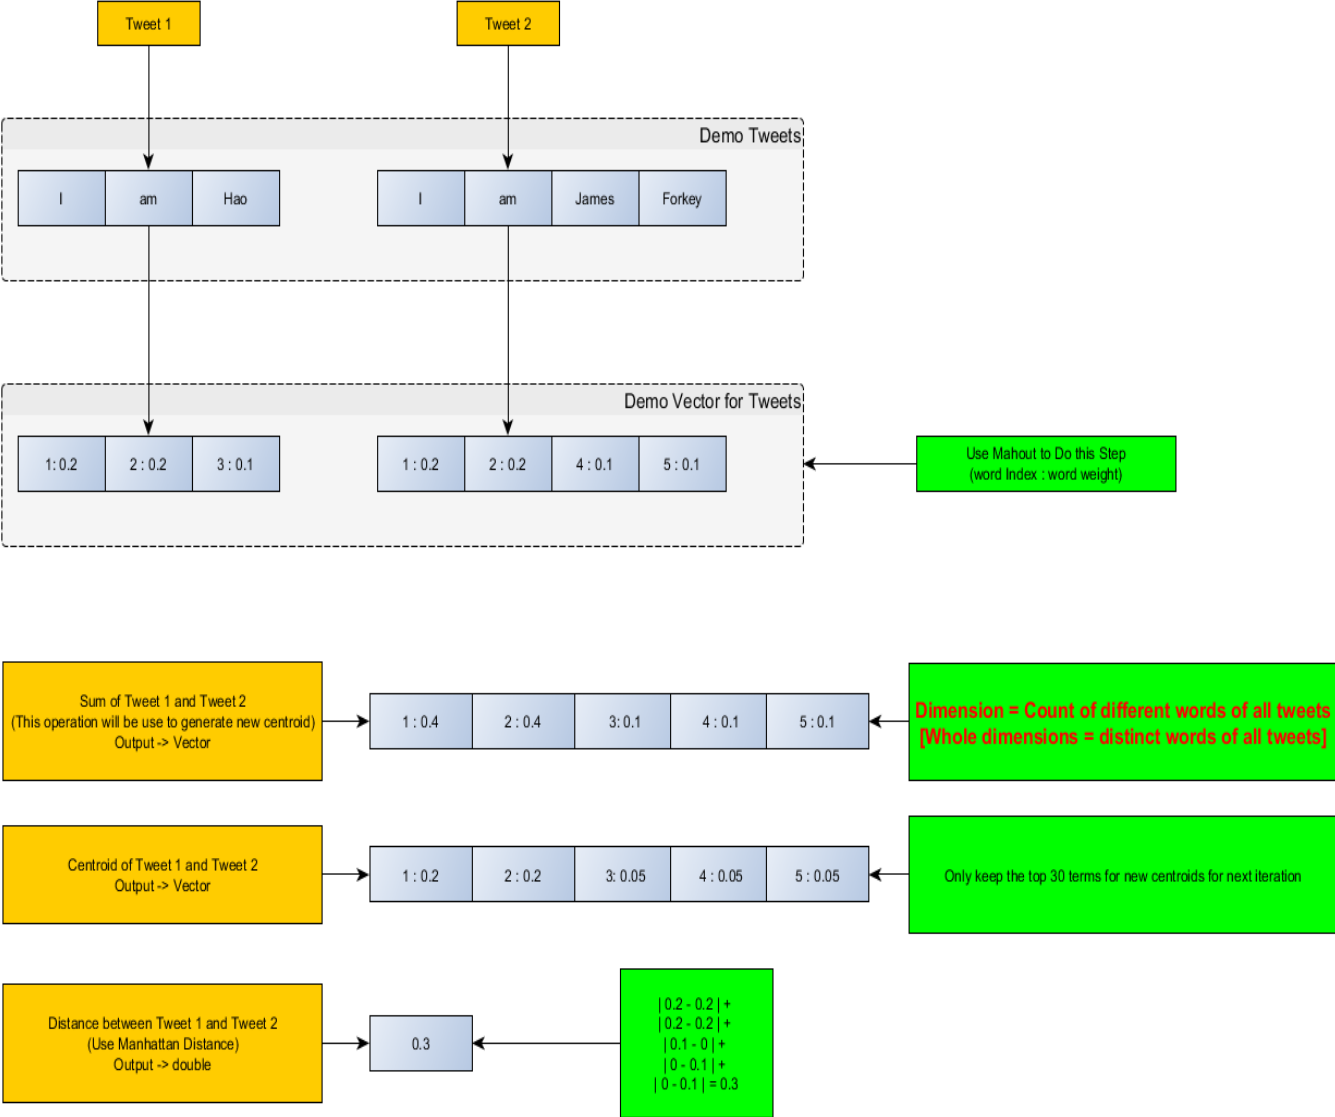 Tweet 1
Tweet 2
Demo Tweets
I am Hao
I am James Forkey
Demo Vector for Tweets
1: 0.2 2 : 0.2 3 : 0.1
1 : 0.2 2 : 0.2 4 : 0.1 5 : 0.1
Use Mahout to Do this Step
(word Index : word weight)
Sum of Tweet 1 and Tweet 2
(This operation will be use to generate new centroid)
Output -> Vector
1 : 0.4 2 : 0.4 3: 0.1 4 : 0.1 5 : 0.1
Dimension = Count of different words of all tweets
[Whole dimensions = distinct words of all tweets]
Centroid of Tweet 1 and Tweet 2
Output -> Vector
1 : 0.2 2 : 0.2 3: 0.05 4 : 0.05 5 : 0.05
Only keep the top 30 terms for new centroids for next iteration
Distance between Tweet 1 and Tweet 2
(Use Manhattan Distance)
Output -> double
0.3
| 0.2 - 0.2 | +
| 0.2 - 0.2 | +
| 0.1 - 0 | +
| 0 - 0.1 | +
| 0 - 0.1 | = 0.3